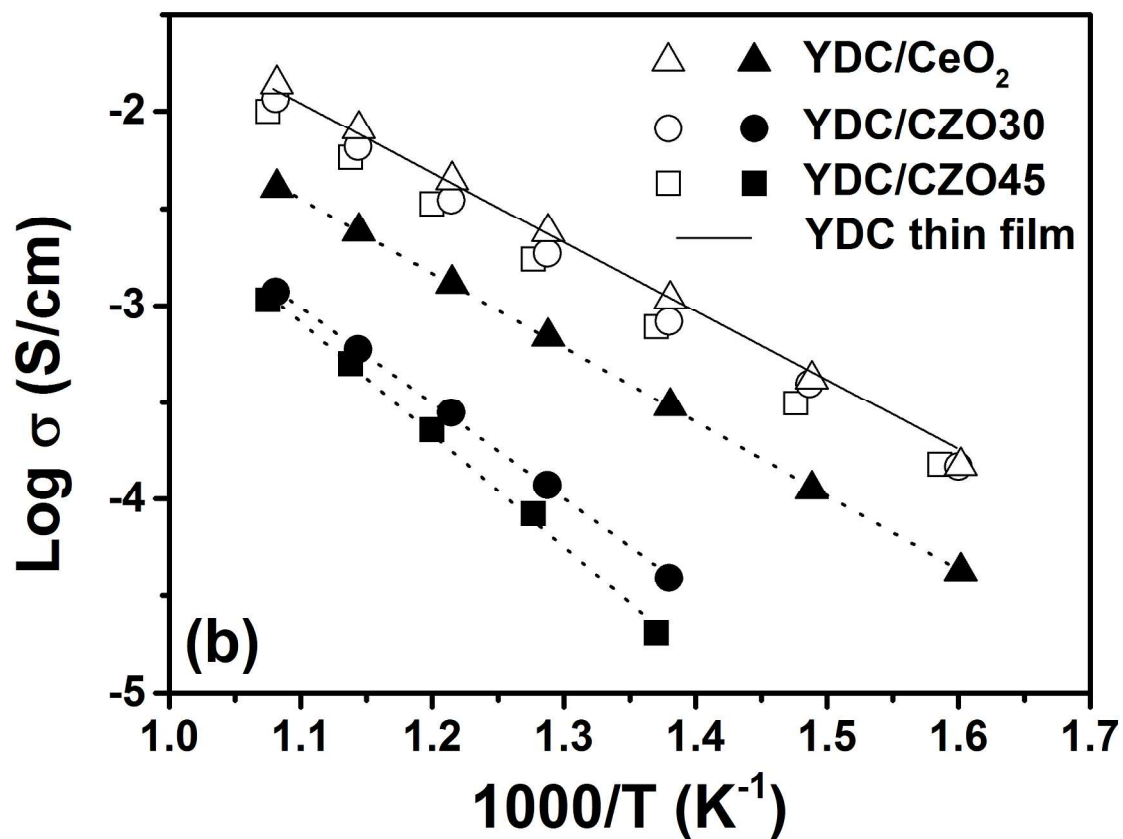 YDC/CeO₂
YDC/CZO30
YDC/CZO45
YDC thin film
Log σ (S/cm)
-2
-3
-4
-5
(b)
1.0 1.1 1.2 1.3 1.4 1.5 1.6 1.7
1000/T (K⁻¹)